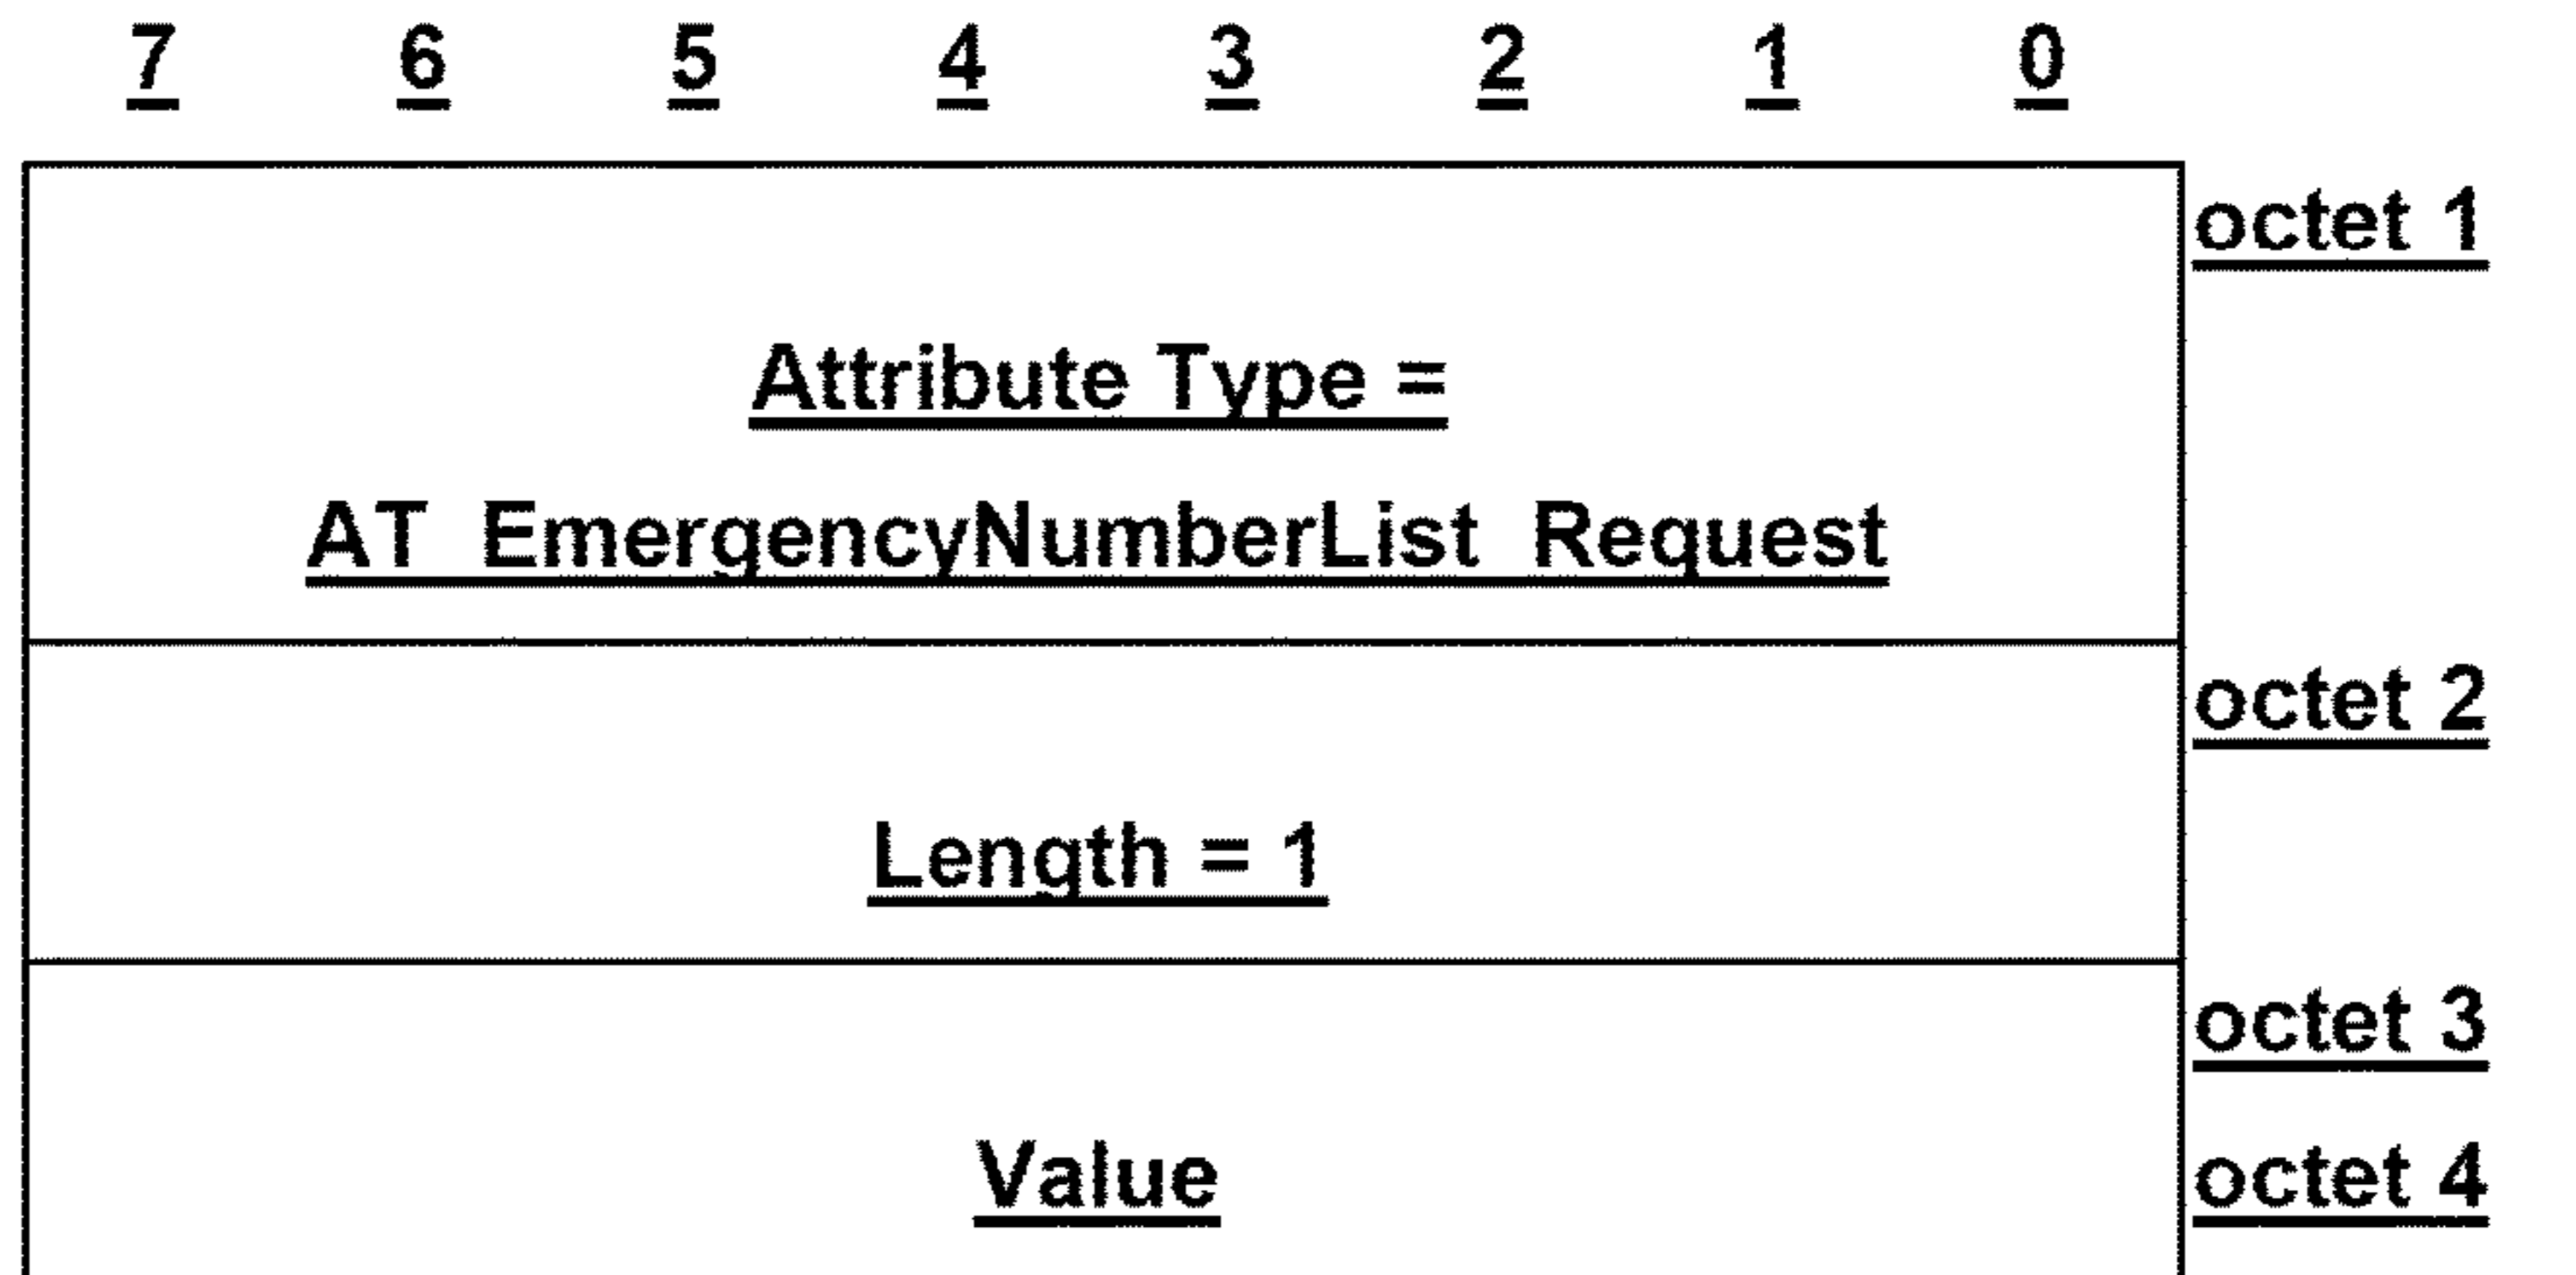 7 6 5 4 3 2 1 0
octet 1
Attribute Type =
AT_EmergencyNumberList_Request
octet 2
Length = 1
octet 3
Value octet 4